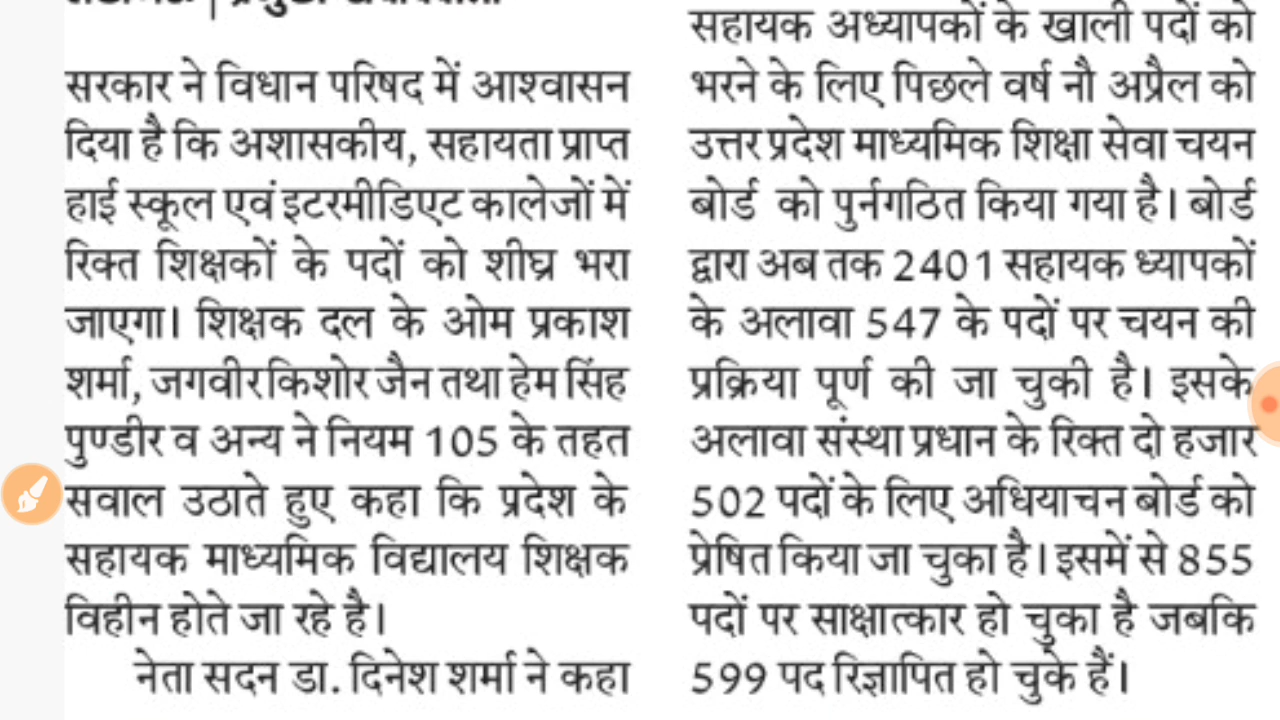 सरकार ने विधान परिषद में आश्वासन
दिया है कि अशासकीय, सहायता प्राप्त
हाई स्कूल एवं इटरमीडिएट कालेजों में
रिक्त शिक्षकों के पदों को शीघ्र भरा
जाएगा। शिक्षक दल के ओम प्रकाश
शर्मा, जगवीर किशोर जैन तथा हेम सिंह
पुण्डीर व अन्य ने नियम 105 के तहत
सवाल उठाते हुए कहा कि प्रदेश के
सहायक माध्यमिक विद्यालय शिक्षक
विहीन होते जा रहे है।
नेता सदन डा. दिनेश शर्मा ने कहा
सहायक अध्यापकों के खाली पदों को
भरने के लिए पिछले वर्ष नौ अप्रैल को
उत्तर प्रदेश माध्यमिक शिक्षा सेवा चयन
बोर्ड को पुर्नगठित किया गया है। बोर्ड
द्वारा अब तक 2401 सहायक ध्यापकों
के अलावा 547 के पदों पर चयन की
प्रक्रिया पूर्ण की जा चुकी है। इसके
अलावा संस्था प्रधान के रिक्त दो हजार
502 पदों के लिए अधियाचन बोर्ड को
प्रेषित किया जा चुका है। इसमें से 855
पदों पर साक्षात्कार हो चुका है जबकि
599 पद रिज्ञापित हो चुके हैं।